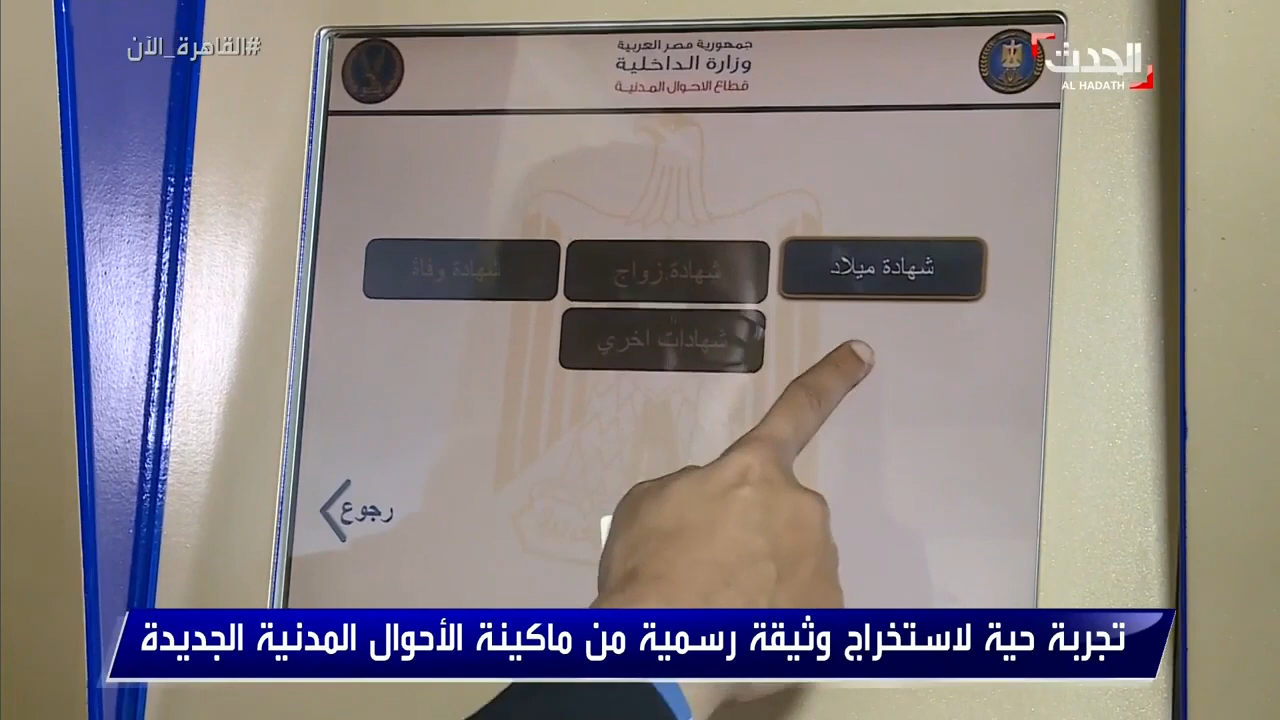 #القاهرة_الآن
جمهورية مصر العربية
وزارة الداخلية
قطاع الاحوال المدنية
الحدث
AL HADATH
شهادة ميلاد
شهادة زواج
شهادة وفاة
شهادات اخري
رجوع
تجربة حية لاستخراج وثيقة رسمية من ماكينة الأحوال المدنية الجديدة